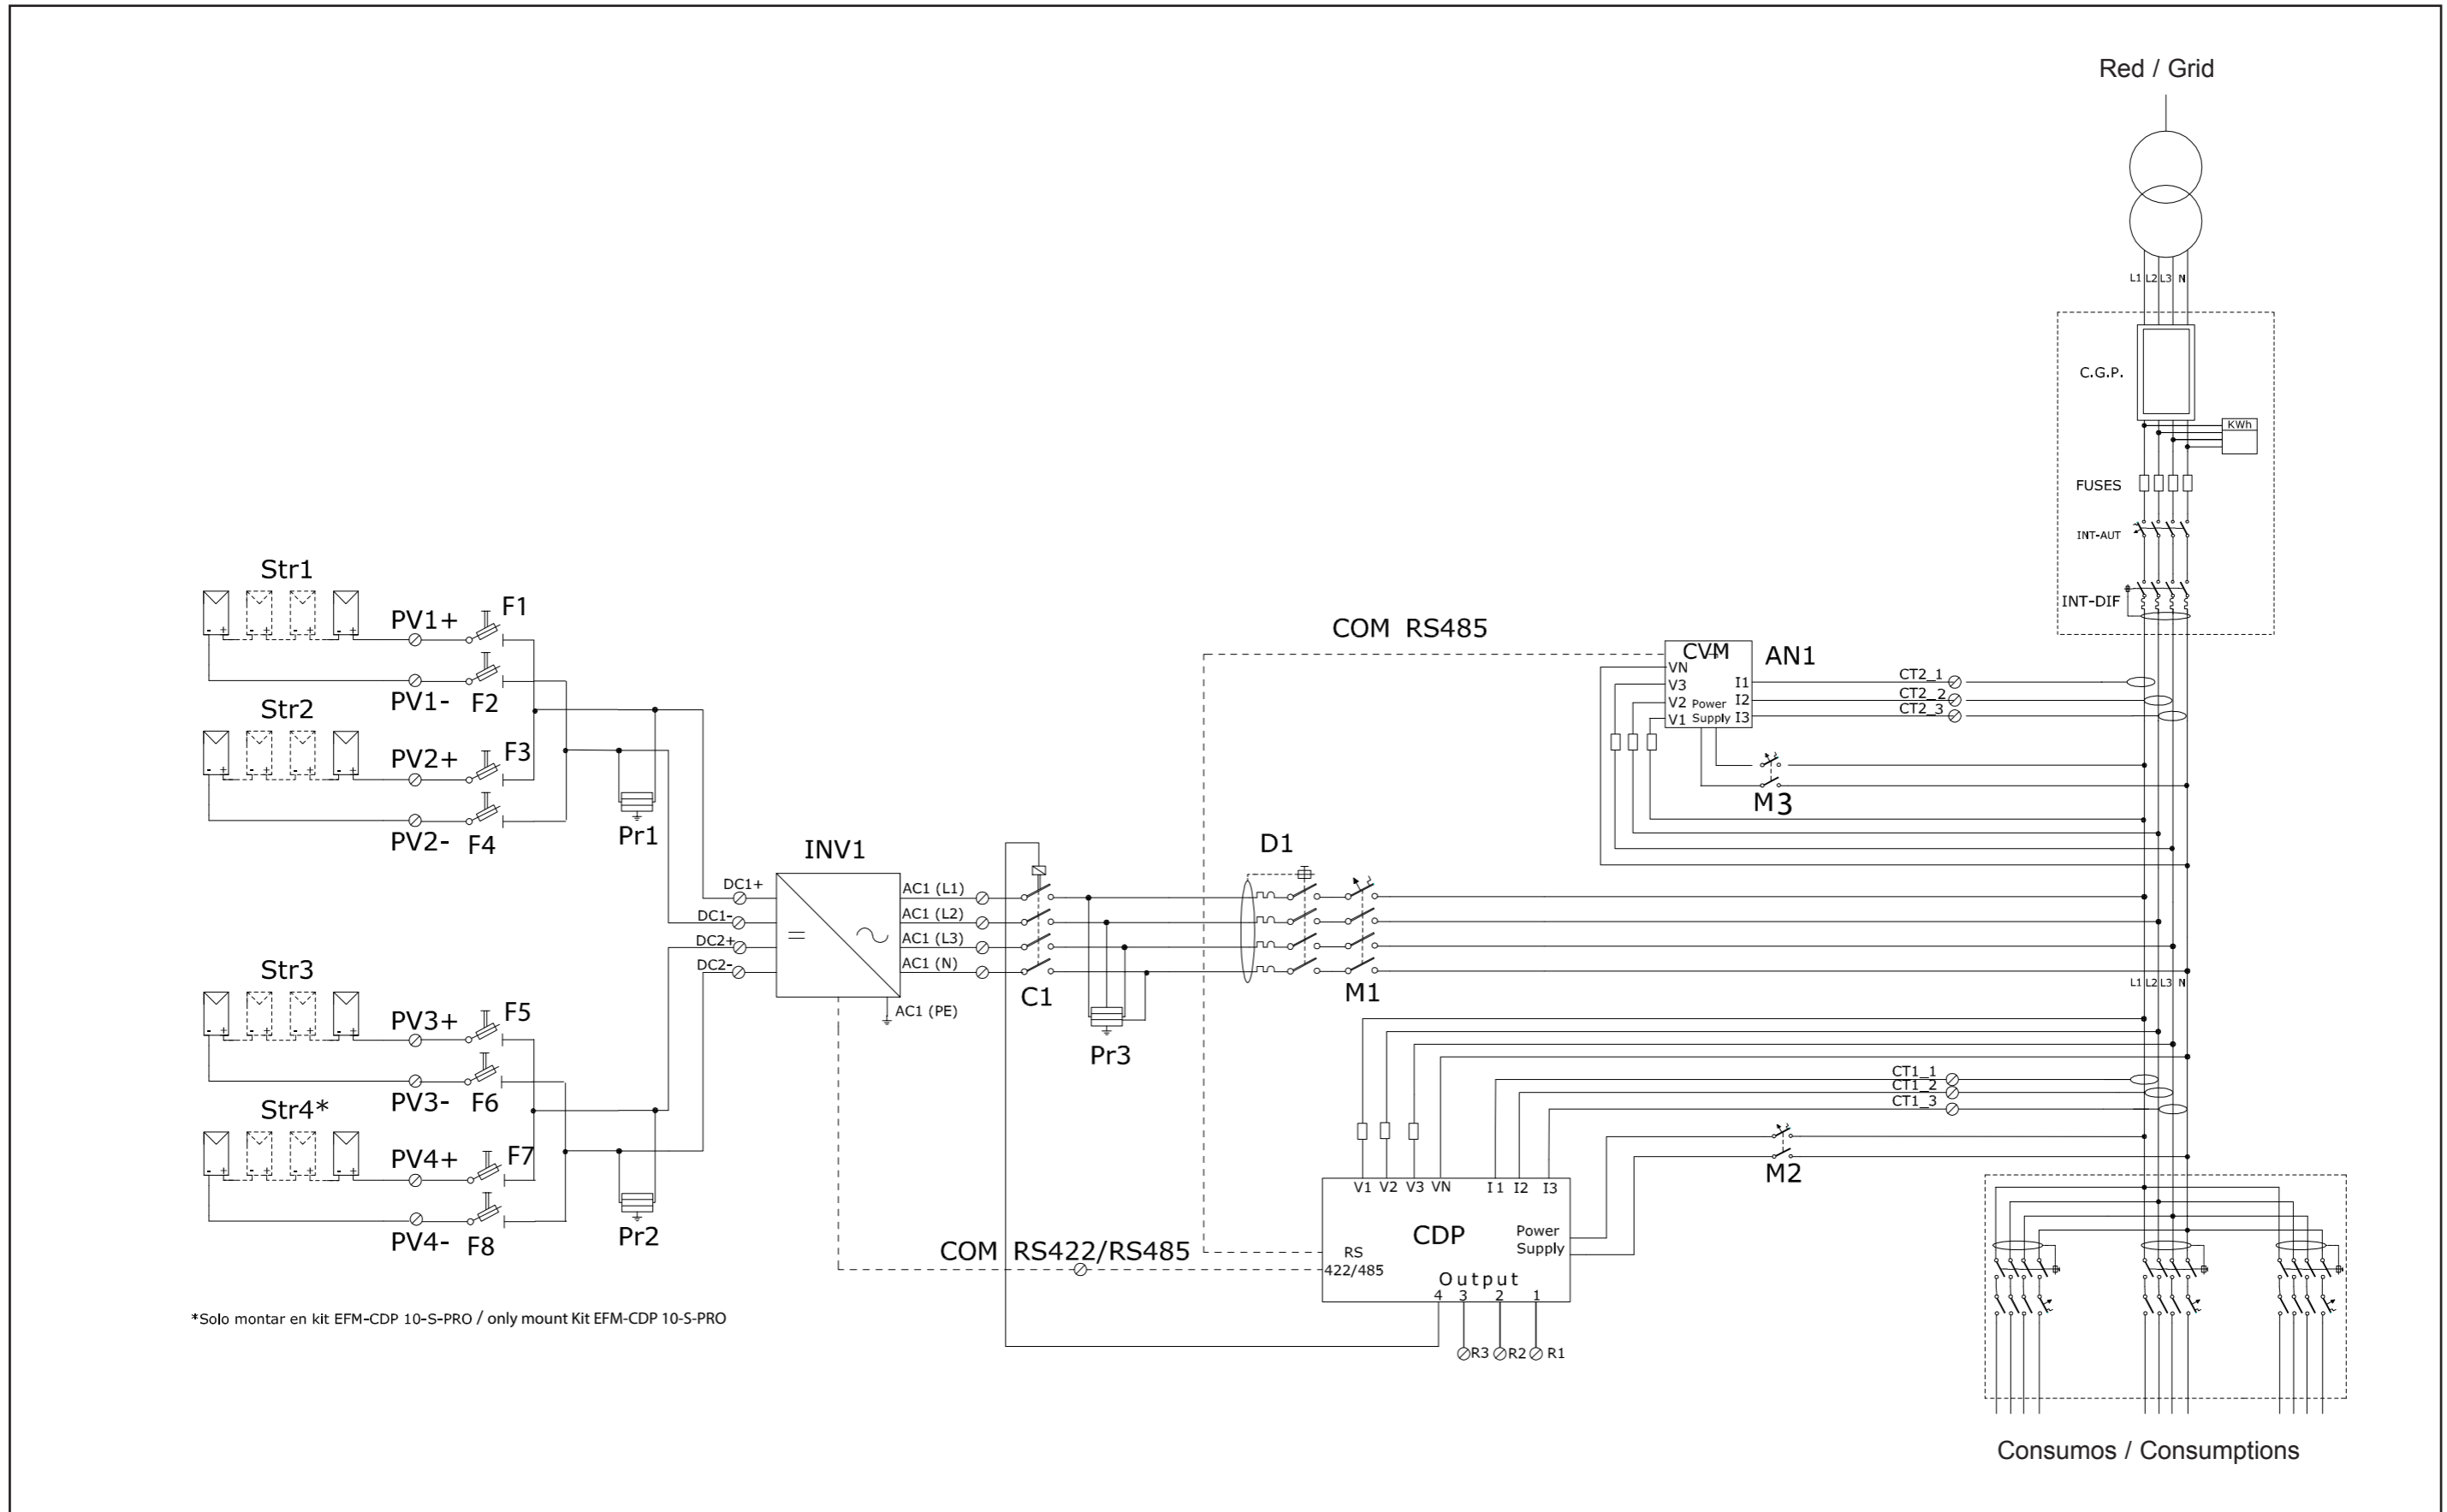 Red / Grid
L1 L2 L3 N
C.G.P.
KWh
FUSES
INT-AUT
INT-DIF
Str1
PV1+
F1
PV1-
F2
Str2
PV2+
F3
PV2-
F4
Pr1
COM RS485
CVM
AN1
VN
V3
V2
V1
Power
Supply
I1
I2
I3
CT2_1
CT2_2
CT2_3
M3
INV1
DC1+
DC1-
DC2+
DC2-
AC1 (L1)
AC1 (L2)
AC1 (L3)
AC1 (N)
AC1 (PE)
C1
Pr3
D1
M1
L1 L2 L3 N
Str3
PV3+
F5
PV3-
F6
Str4*
PV4+
F7
PV4-
F8
Pr2
CT1_1
CT1_2
CT1_3
M2
V1 V2 V3 VN I1 I2 I3
CDP
Power
Supply
RS
422/485
Output
4 3 2 1
R3 R2 R1
COM RS422/RS485
*Solo montar en kit EFM-CDP 10-S-PRO / only mount Kit EFM-CDP 10-S-PRO
Consumos / Consumptions
- + - + - + - +
- + - + - + - +
- + - + - + - +
- + - + - + - +